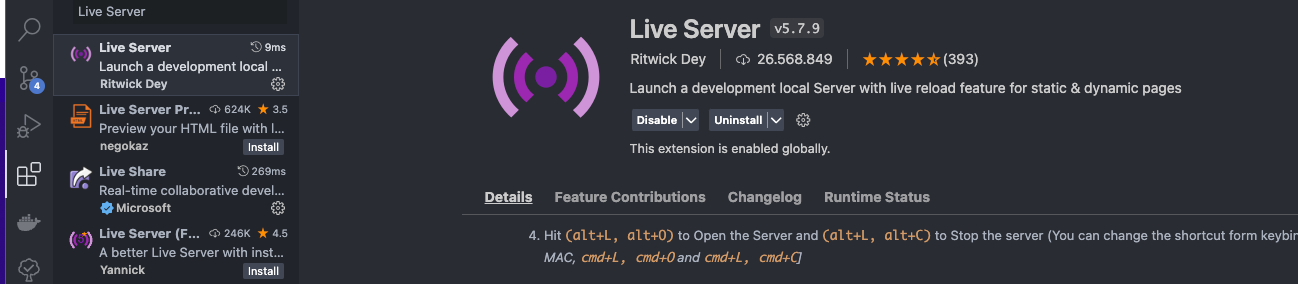 Live Server
Live Server 9ms
Launch a development local ...
Ritwick Dey
Live Server Pr... 624K 3.5
Preview your HTML file with l...
negokaz Install
Live Share 269ms
Real-time collaborative devel...
Microsoft
Live Server (F... 246K 4.5
A better Live Server with inst...
Yannick Install
4
Live Server v5.7.9
Ritwick Dey 26.568.849 (393)
Launch a development local Server with live reload feature for static & dynamic pages
Disable Uninstall
This extension is enabled globally.
Details Feature Contributions Changelog Runtime Status
4. Hit (alt+L, alt+O) to Open the Server and (alt+L, alt+C) to Stop the server (You can change the shortcut form keybin
MAC, cmd+L, cmd+O and cmd+L, cmd+C]